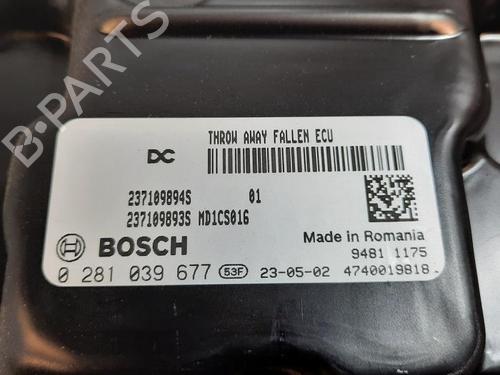 THROW AWAY FALLEN ECU
DC
237109894S 01
237109893S MD1CS016
BOSCH
Made in Romania
9481 1175
0 281 039 677 53F 23-05-02 4740019818.
B-PARTS